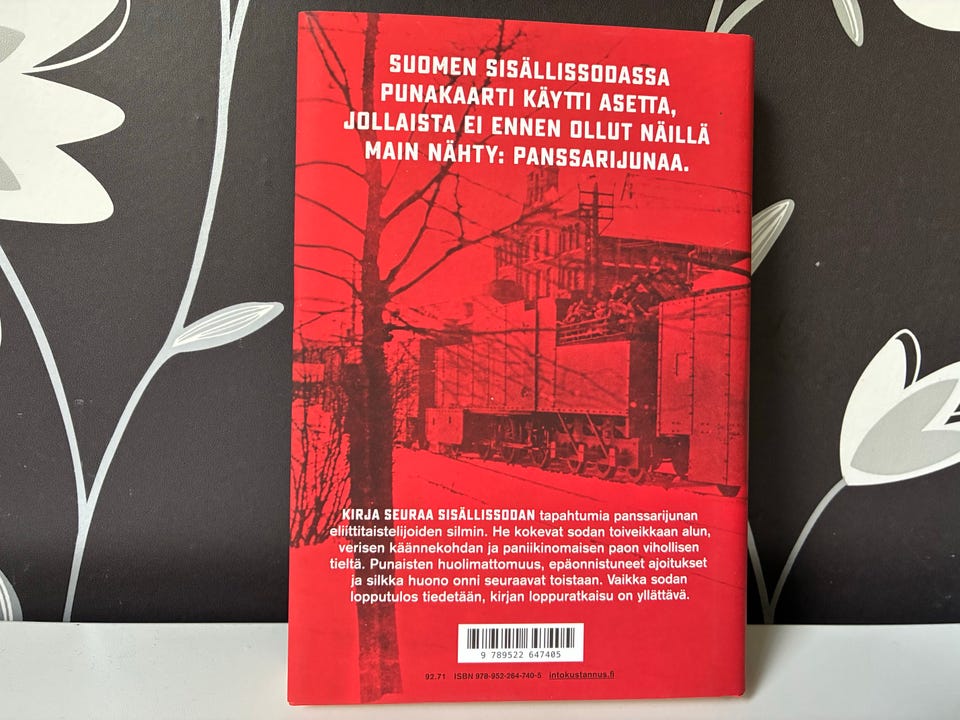 SUOMEN SISÄLLISSODASSA
PUNAKAARTI KÄYTTI ASETTA,
JOLLAISTA EI ENNEN OLLUT NÄILLÄ
MAIN NÄHTY: PANSSARIJUNAA.
KIRJA SEURAA SISÄLLISSODAN tapahtumia panssarijunan
eliittitaistelijoiden silmin. He kokevat sodan toiveikkaan alun,
verisen käännekohdan ja paniikinomaisen paon vihollisen
tieltä. Punaisten huolimattomuus, epäonnistuneet ajoitukset
ja silkka huono onni seuraavat toistaan. Vaikka sodan
lopputulos tiedetään, kirjan loppuratkaisu on yllättävä.
9 789522 647405
92.71 ISBN 978-952-264-740-5 intokustannus.fi